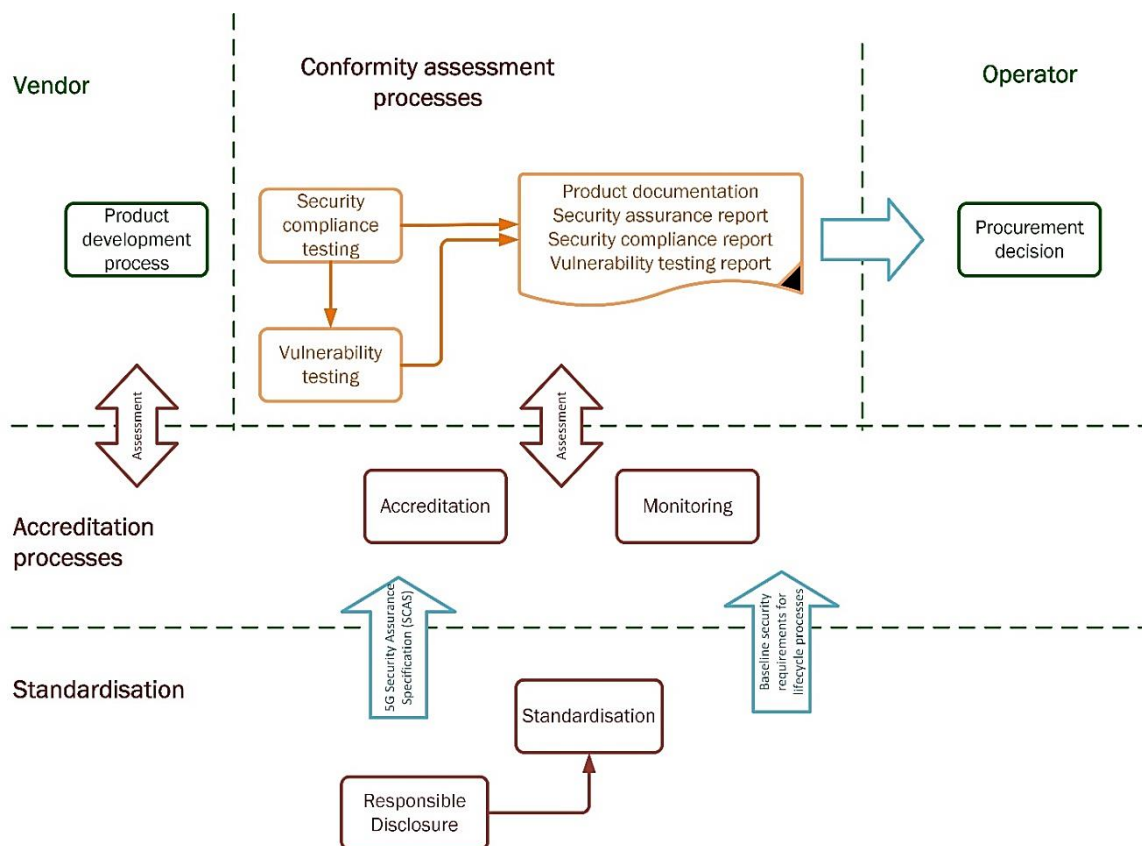 Vendor
Conformity assessment
processes
Operator
Product
development
process
Security
compliance
testing
Product documentation
Security assurance report
Security compliance report
Vulnerability testing report
Procurement
decision
Vulnerability
testing
Assessment
Assessment
Accreditation
processes
Accreditation
Monitoring
5G Security Assurance
Specification (SCAS)
Baseline security
requirements for
lifecycle processes
Standardisation
Standardisation
Responsible
Disclosure